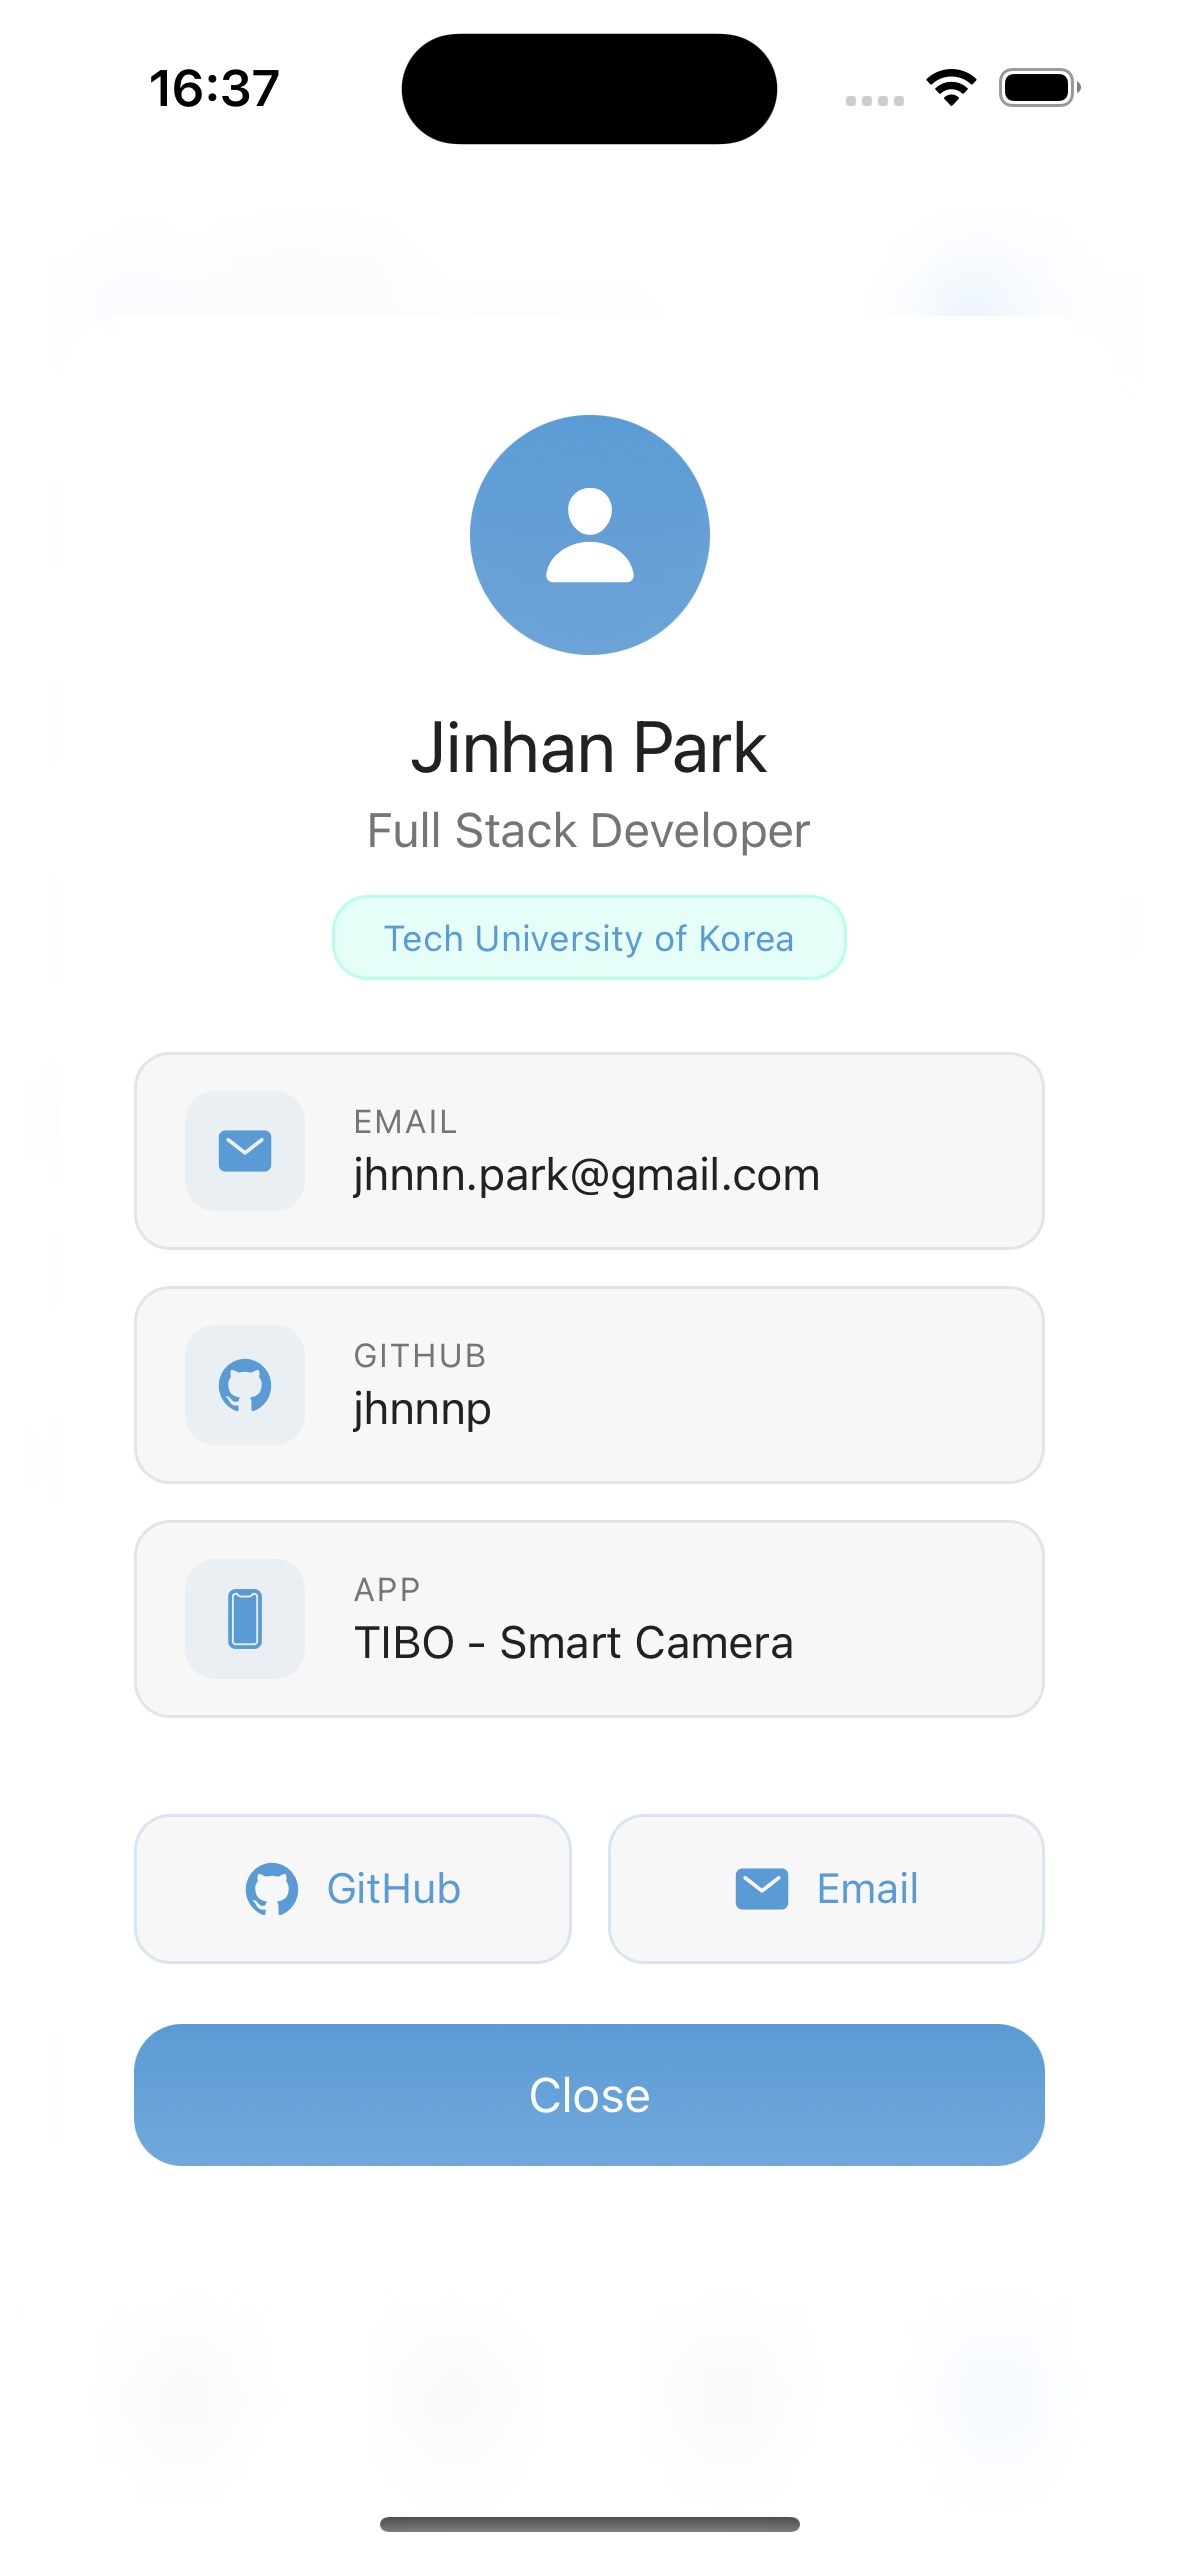 16:37
Jinhan Park
Full Stack Developer
Tech University of Korea
EMAIL
jhnnn.park@gmail.com
GITHUB
jhnnnp
APP
TIBO - Smart Camera
GitHub
Email
Close